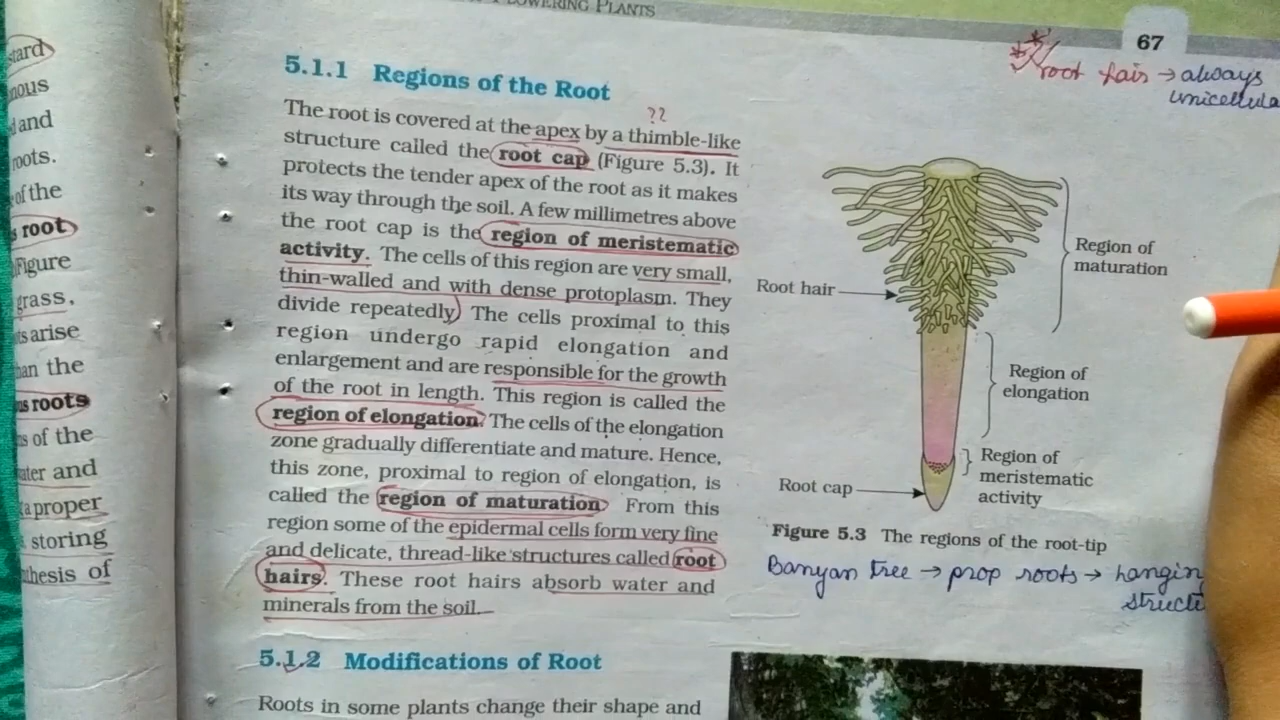 FLOWERING PLANTS
67
root hairs → always
unicellula
tard
nous
d and
roots.
of the
s root
Figure
grass,
ts arise
han the
us roots
s of the
ater and
a proper
storing
thesis of
5.1.1 Regions of the Root
??
The root is covered at the apex by a thimble-like
structure called the root cap (Figure 5.3). It
protects the tender apex of the root as it makes
its way through the soil. A few millimetres above
the root cap is the region of meristematic
activity. The cells of this region are very small,
thin-walled and with dense protoplasm. They
divide repeatedly. The cells proximal to this
region undergo rapid elongation and
enlargement and are responsible for the growth
of the root in length. This region is called the
region of elongation. The cells of the elongation
zone gradually differentiate and mature. Hence,
this zone, proximal to region of elongation, is
called the region of maturation. From this
region some of the epidermal cells form very fine
and delicate, thread-like structures called root
hairs. These root hairs absorb water and
minerals from the soil.
5.1.2 Modifications of Root
Roots in some plants change their shape and
Region of
maturation
Root hair
Region of
elongation
Region of
meristematic
activity
Root cap
Figure 5.3 The regions of the root-tip
Banyan tree → prop roots → hangin
structu